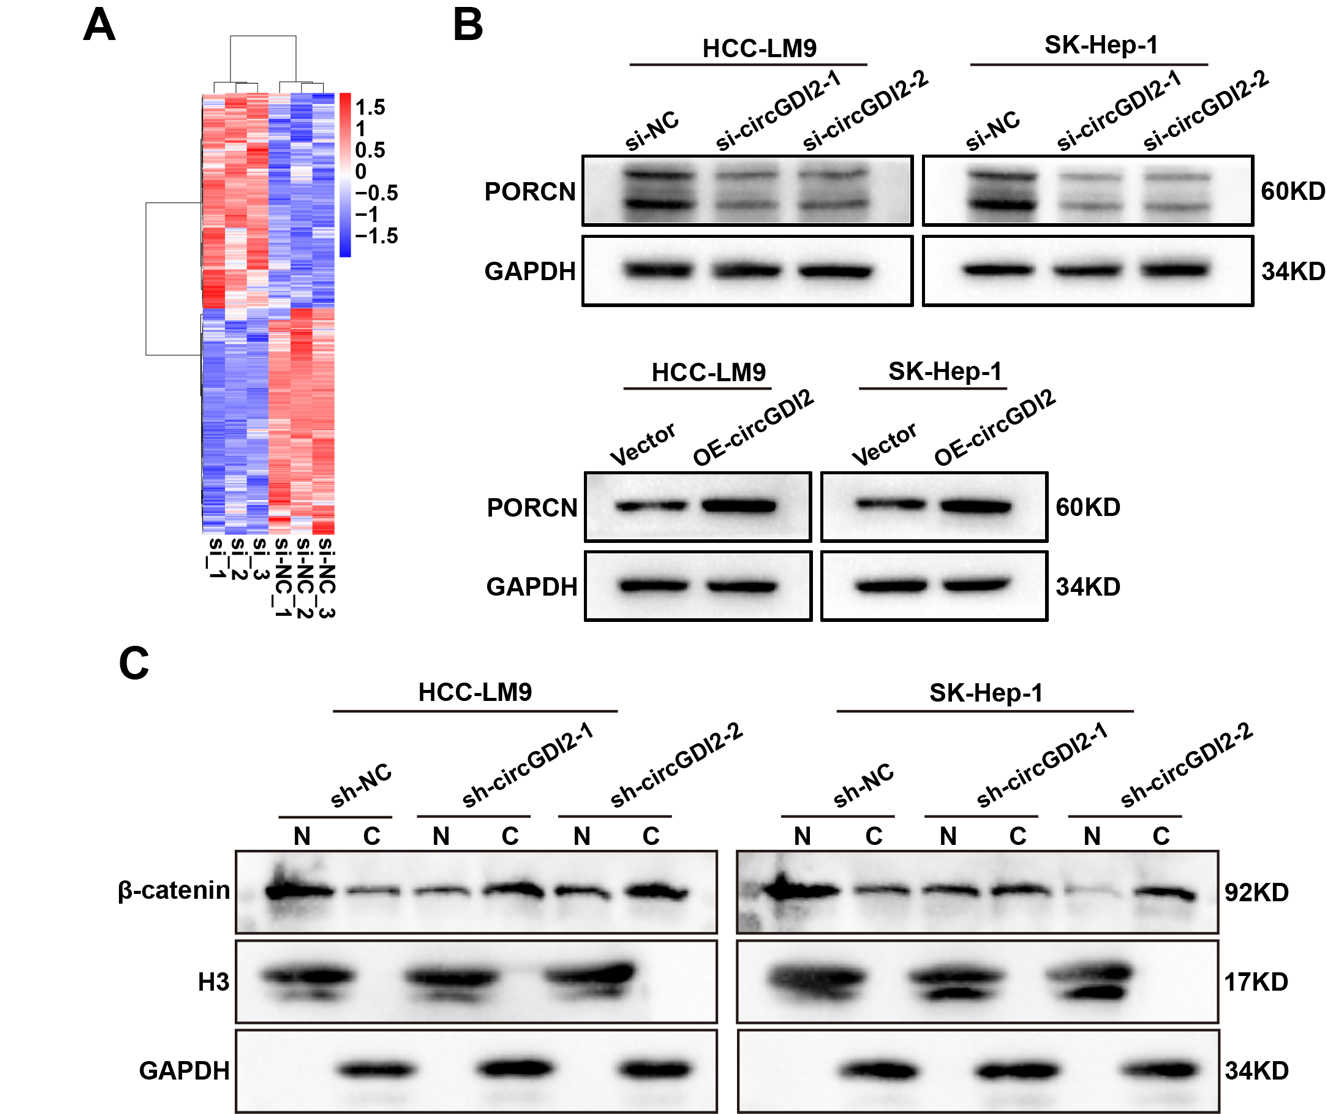 A
1.5
1
0.5
0
−0.5
−1
−1.5
si_1
si_2
si_3
si-NC_1
si-NC_2
si-NC_3
B
HCC-LM9
SK-Hep-1
si-NC
si-circGDI2-1
si-circGDI2-2
si-NC
si-circGDI2-1
si-circGDI2-2
PORCN
60KD
GAPDH
34KD
HCC-LM9
SK-Hep-1
Vector
OE-circGDI2
Vector
OE-circGDI2
PORCN
60KD
GAPDH
34KD
C
HCC-LM9
SK-Hep-1
sh-NC
sh-circGDI2-1
sh-circGDI2-2
sh-NC
sh-circGDI2-1
sh-circGDI2-2
N C N C N C
N C N C N C
β-catenin
92KD
H3
17KD
GAPDH
34KD